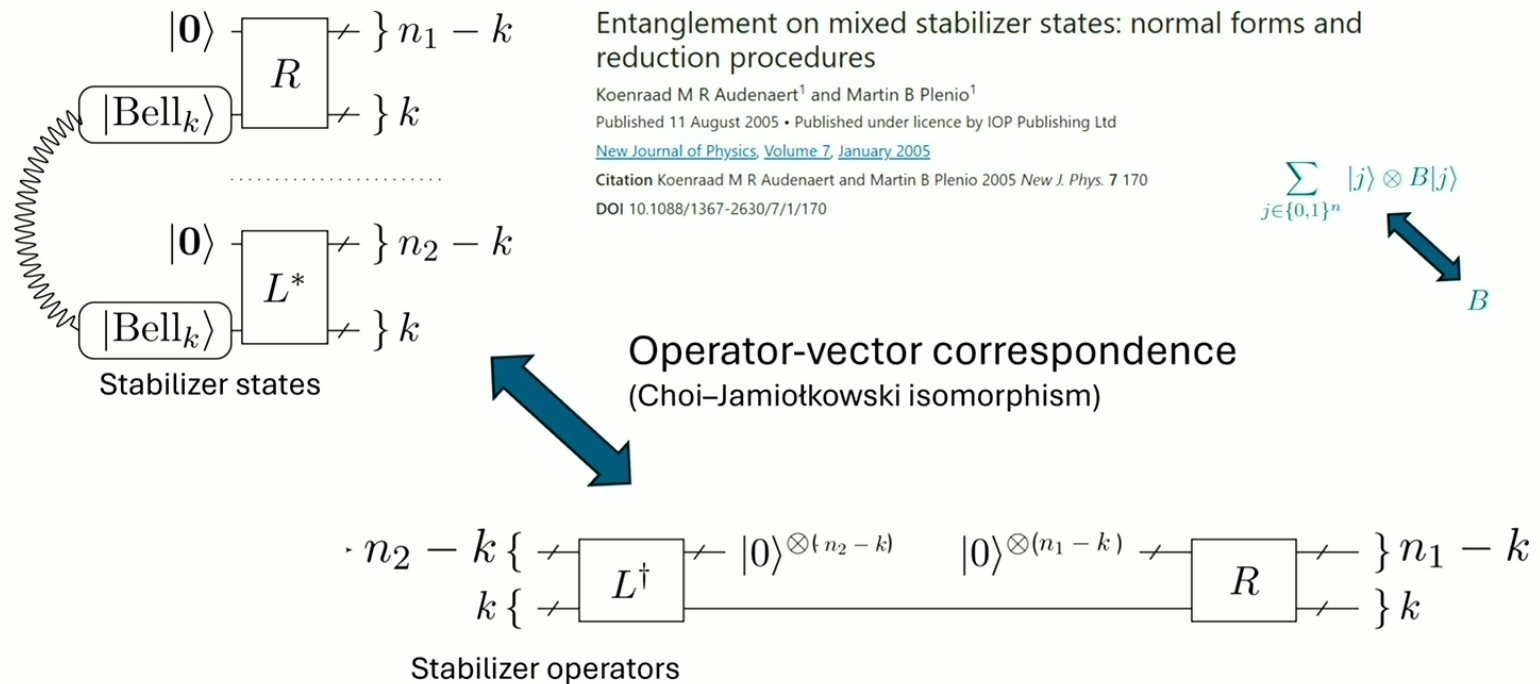 |0⟩ R } n₁ − k
|Bellₖ⟩ } k
|0⟩ L* } n₂ − k
|Bellₖ⟩ } k
Stabilizer states
Entanglement on mixed stabilizer states: normal forms and
reduction procedures
Koenraad M R Audenaert¹ and Martin B Plenio¹
Published 11 August 2005 • Published under licence by IOP Publishing Ltd
New Journal of Physics, Volume 7, January 2005
Citation Koenraad M R Audenaert and Martin B Plenio 2005 New J. Phys. 7 170
DOI 10.1088/1367-2630/7/1/170
∑ |j⟩ ⊗ B|j⟩
j∈{0,1}ⁿ
B
Operator-vector correspondence
(Choi–Jamiołkowski isomorphism)
n₂ − k { L† |0⟩^⊗(n₂ − k) |0⟩^⊗(n₁ − k) R } n₁ − k
k { } k
Stabilizer operators